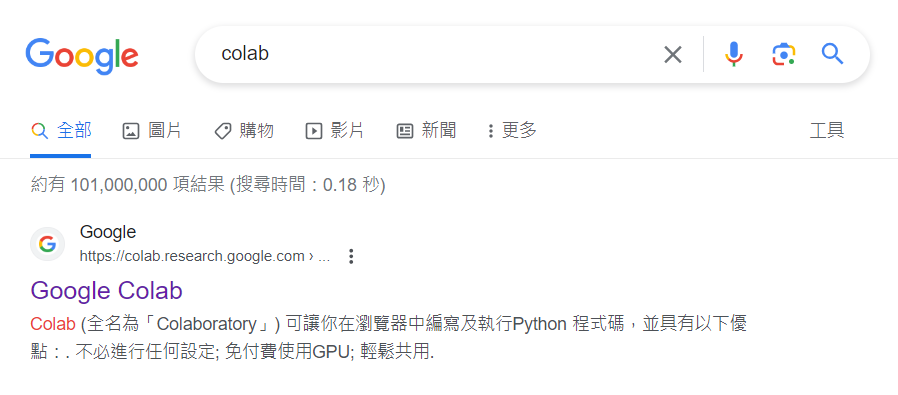 Google
colab
全部
圖片
購物
影片
新聞
更多
工具
約有 101,000,000 項結果 (搜尋時間：0.18 秒)
Google
https://colab.research.google.com › ...
Google Colab
Colab (全名為「Colaboratory」) 可讓你在瀏覽器中編寫及執行Python 程式碼，並具有以下優
點：. 不必進行任何設定; 免付費使用GPU; 輕鬆共用.